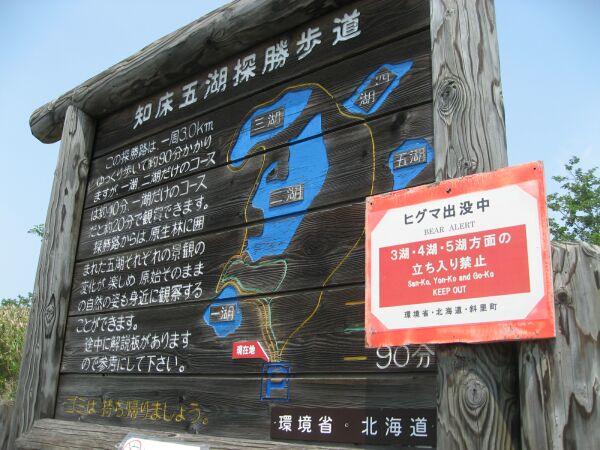 知床五湖探勝歩道
この探勝路は、一周3.0km
ゆっくり歩いて約90分かかり
ますが一湖、二湖だけのコース
は約40分、一湖だけのコース
だと約20分で観賞できます。
探勝路からは、原生林に囲
まれた五湖それぞれの景観の
変化が楽しめ 原始そのまま
の自然の姿も身近に観察する
ことができます。
途中に解説板があります
ので参考にして下さい。
ゴミは 持ち帰りましょう。
三湖
四湖
五湖
二湖
一湖
現在地
P
90分
環境省・北海道
ヒグマ出没中
BEAR ALERT
3湖・4湖・5湖方面の
立ち入り禁止
San-Ko, Yon-Ko and Go-Ko
KEEP OUT
環境省・北海道・斜里町